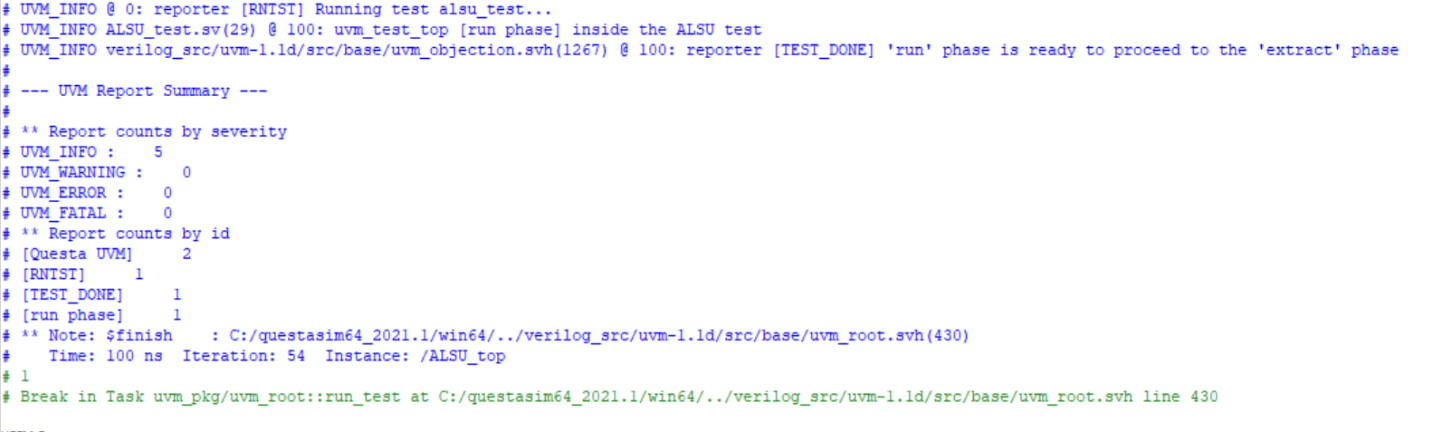 # UVM_INFO @ 0: reporter [RNTST] Running test alsu_test...
# UVM_INFO ALSU_test.sv(29) @ 100: uvm_test_top [run phase] inside the ALSU test
# UVM_INFO verilog_src/uvm-1.1d/src/base/uvm_objection.svh(1267) @ 100: reporter [TEST_DONE] 'run' phase is ready to proceed to the 'extract' phase
#
# --- UVM Report Summary ---
#
# ** Report counts by severity
# UVM_INFO :    5
# UVM_WARNING :    0
# UVM_ERROR :    0
# UVM_FATAL :    0
# ** Report counts by id
# [Questa UVM]     2
# [RNTST]     1
# [TEST_DONE]     1
# [run phase]     1
# ** Note: $finish    : C:/questasim64_2021.1/win64/../verilog_src/uvm-1.1d/src/base/uvm_root.svh(430)
#    Time: 100 ns  Iteration: 54  Instance: /ALSU_top
# 1
# Break in Task uvm_pkg/uvm_root::run_test at C:/questasim64_2021.1/win64/../verilog_src/uvm-1.1d/src/base/uvm_root.svh line 430